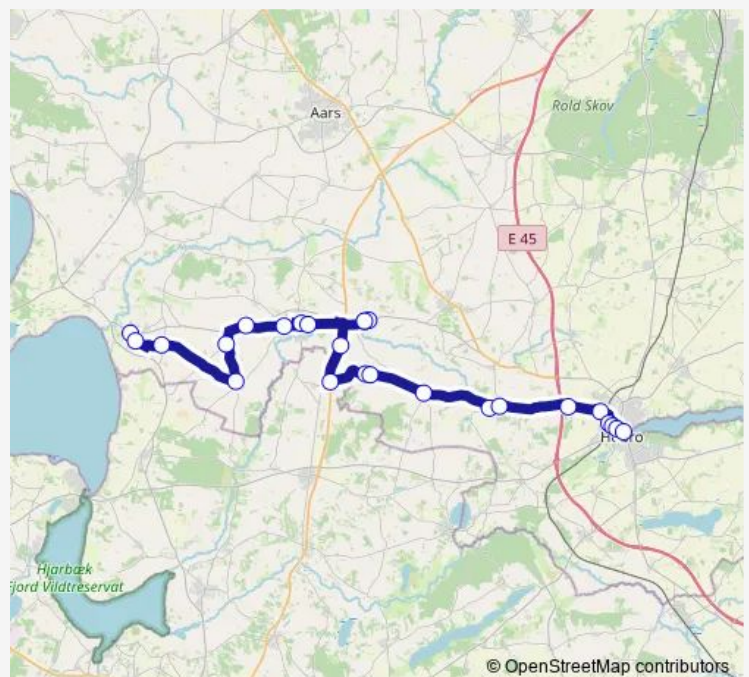 Aars
Rold Skov
E 45
Hjarbæk
Fjord Vildtreservat
© OpenStreetMap contributors